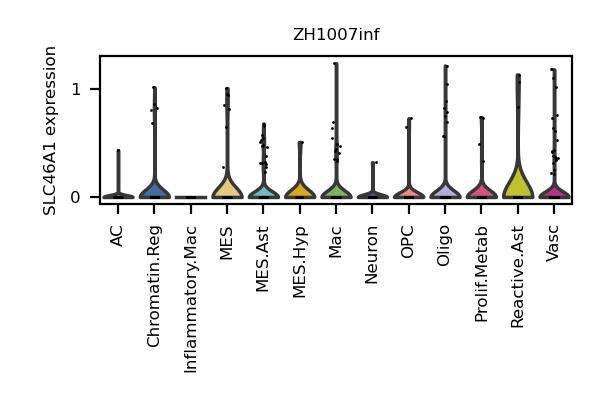 ZH1007inf
SLC46A1 expression
1
0
AC
Chromatin.Reg
Inflammatory.Mac
MES
MES.Ast
MES.Hyp
Mac
Neuron
OPC
Oligo
Prolif.Metab
Reactive.Ast
Vasc